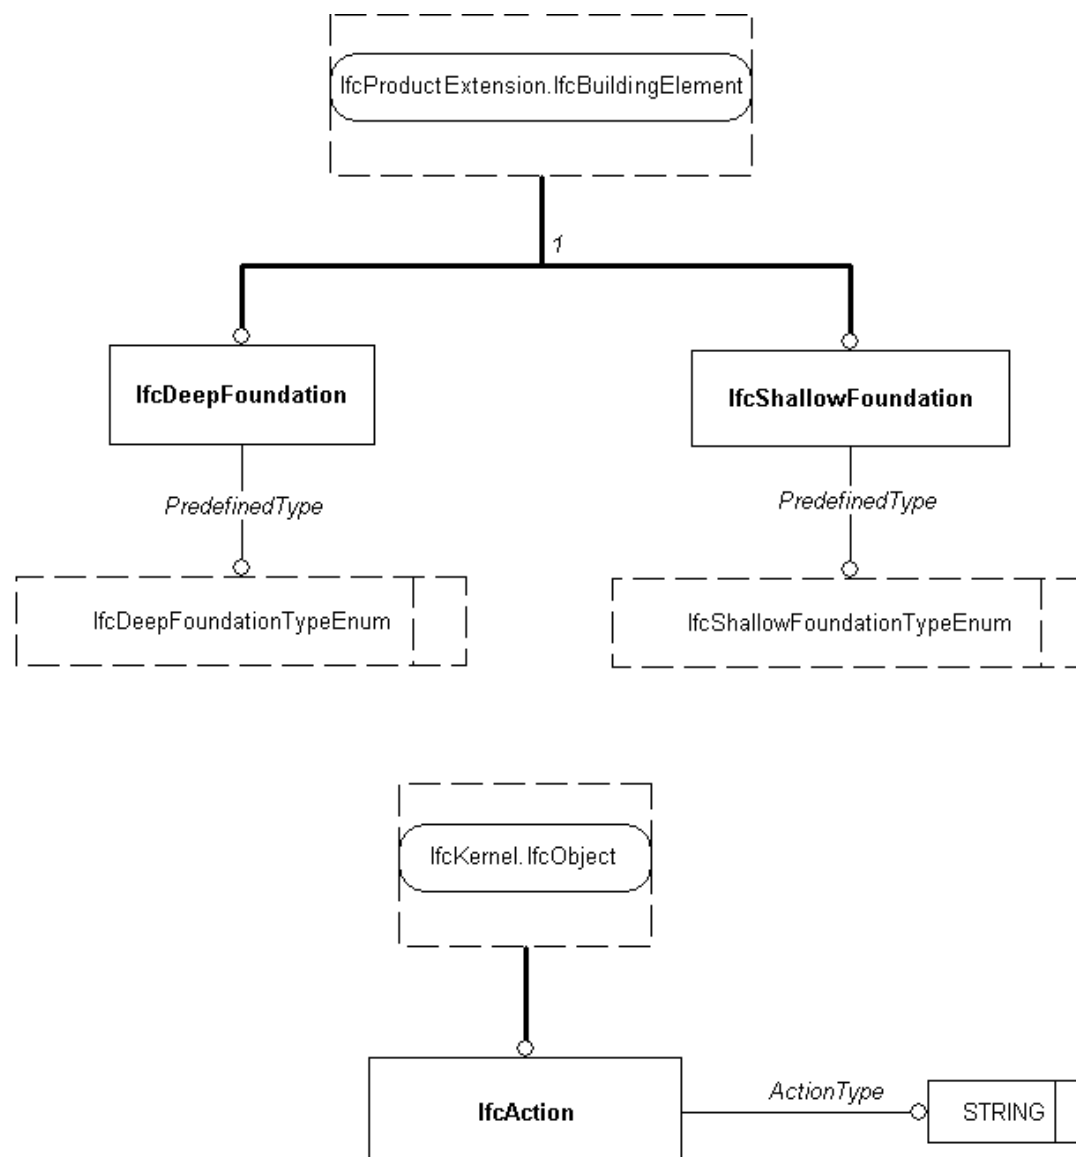 IfcProductExtension.IfcBuildingElement
1
IfcDeepFoundation
IfcShallowFoundation
PredefinedType
PredefinedType
IfcDeepFoundationTypeEnum
IfcShallowFoundationTypeEnum
IfcKernel.IfcObject
IfcAction
ActionType
STRING